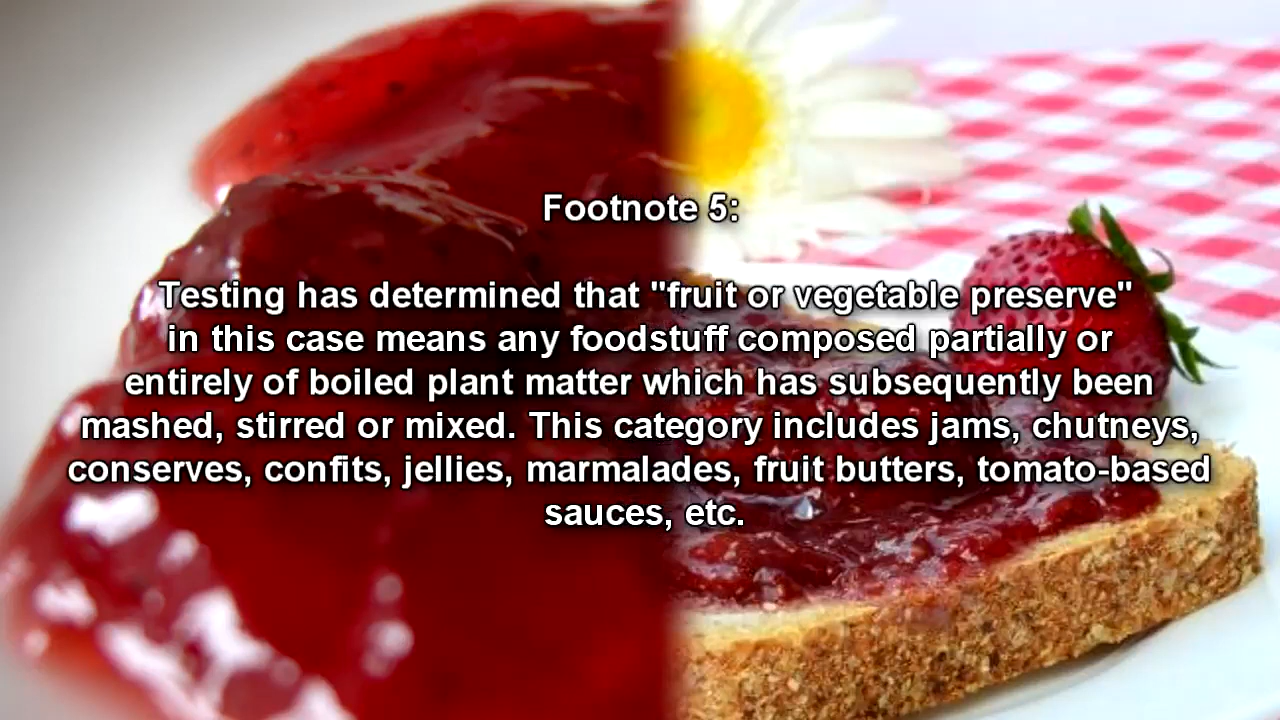 Footnote 5:
Testing has determined that "fruit or vegetable preserve"
in this case means any foodstuff composed partially or
entirely of boiled plant matter which has subsequently been
mashed, stirred or mixed. This category includes jams, chutneys,
conserves, confits, jellies, marmalades, fruit butters, tomato-based
sauces, etc.